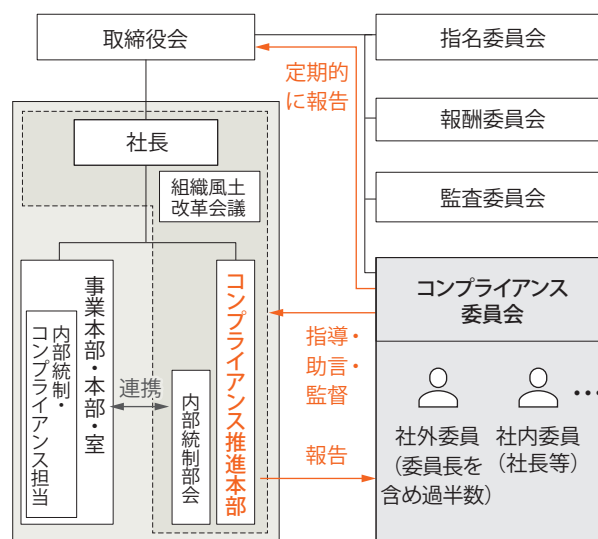 取締役会
指名委員会
定期的
に報告
報酬委員会
社長
組織風土
改革会議
監査委員会
コンプライアンス
委員会
事業本部・本部・室
内部統制・
コンプライアンス担当
連携
内部統制部会
コンプライアンス推進本部
指導・
助言・
監督
報告
社外委員
（委員長を
含め過半数）
社内委員
（社長等）
…